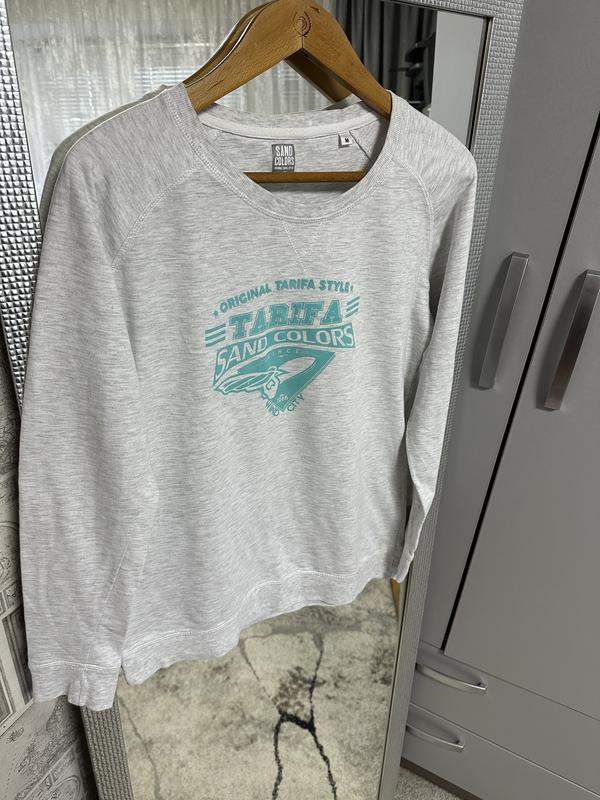 SAND
COLORS
M
• ORIGINAL TARIFA STYLE •
TARIFA
SAND COLORS
SINCE
WIND CITY